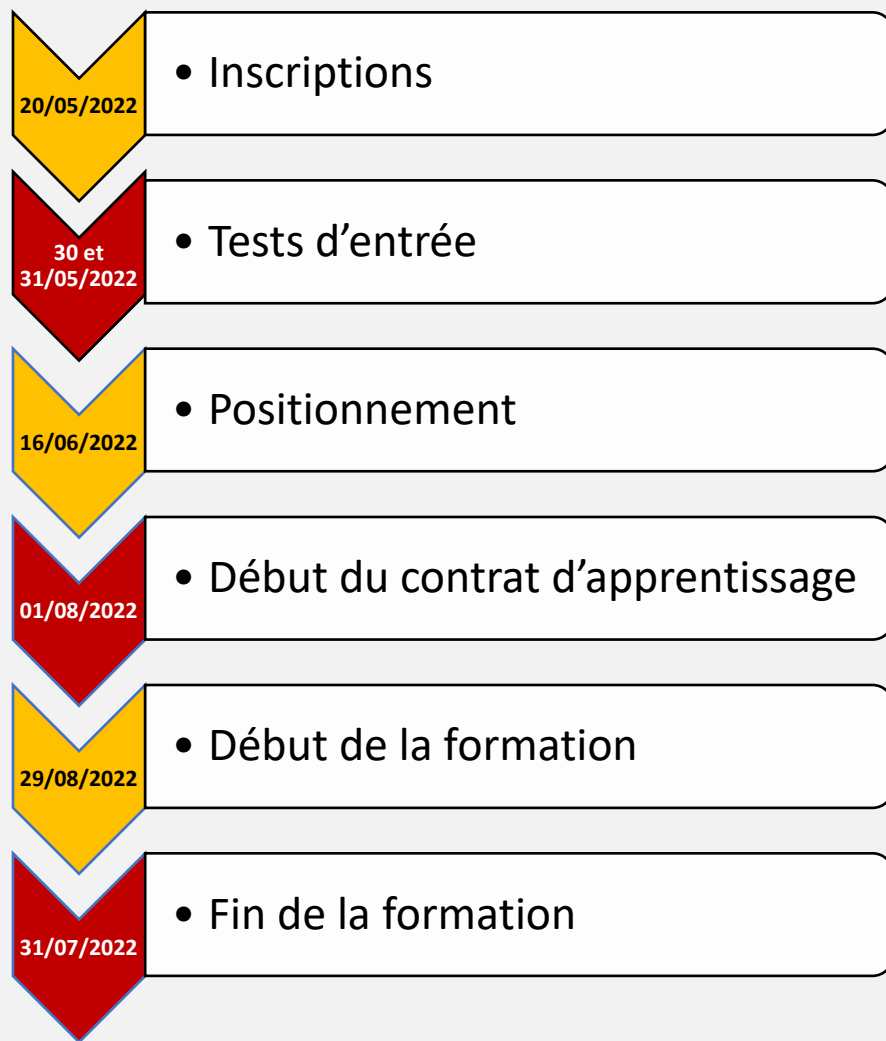 20/05/2022
• Inscriptions
30 et
31/05/2022
• Tests d’entrée
16/06/2022
• Positionnement
01/08/2022
• Début du contrat d’apprentissage
29/08/2022
• Début de la formation
31/07/2022
• Fin de la formation